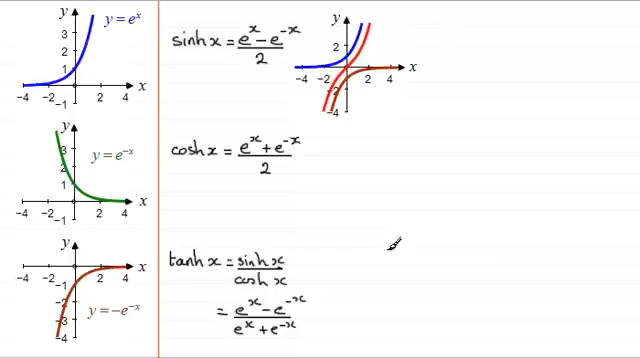 y
y = e^x
3
2
1
−4 −2 2 4 x
−1
sinh x = (e^x − e^−x)/2
y
2
−4 −2 2 4 x
−2
−4
y
3
y = e^−x
2
1
−4 −2 2 4 x
−1
cosh x = (e^x + e^−x)/2
y
−4 −2 2 4 x
−1
−2
−3
y = −e^−x
−4
tanh x = sinh x/cosh x
= (e^x − e^−x)/(e^x + e^−x)